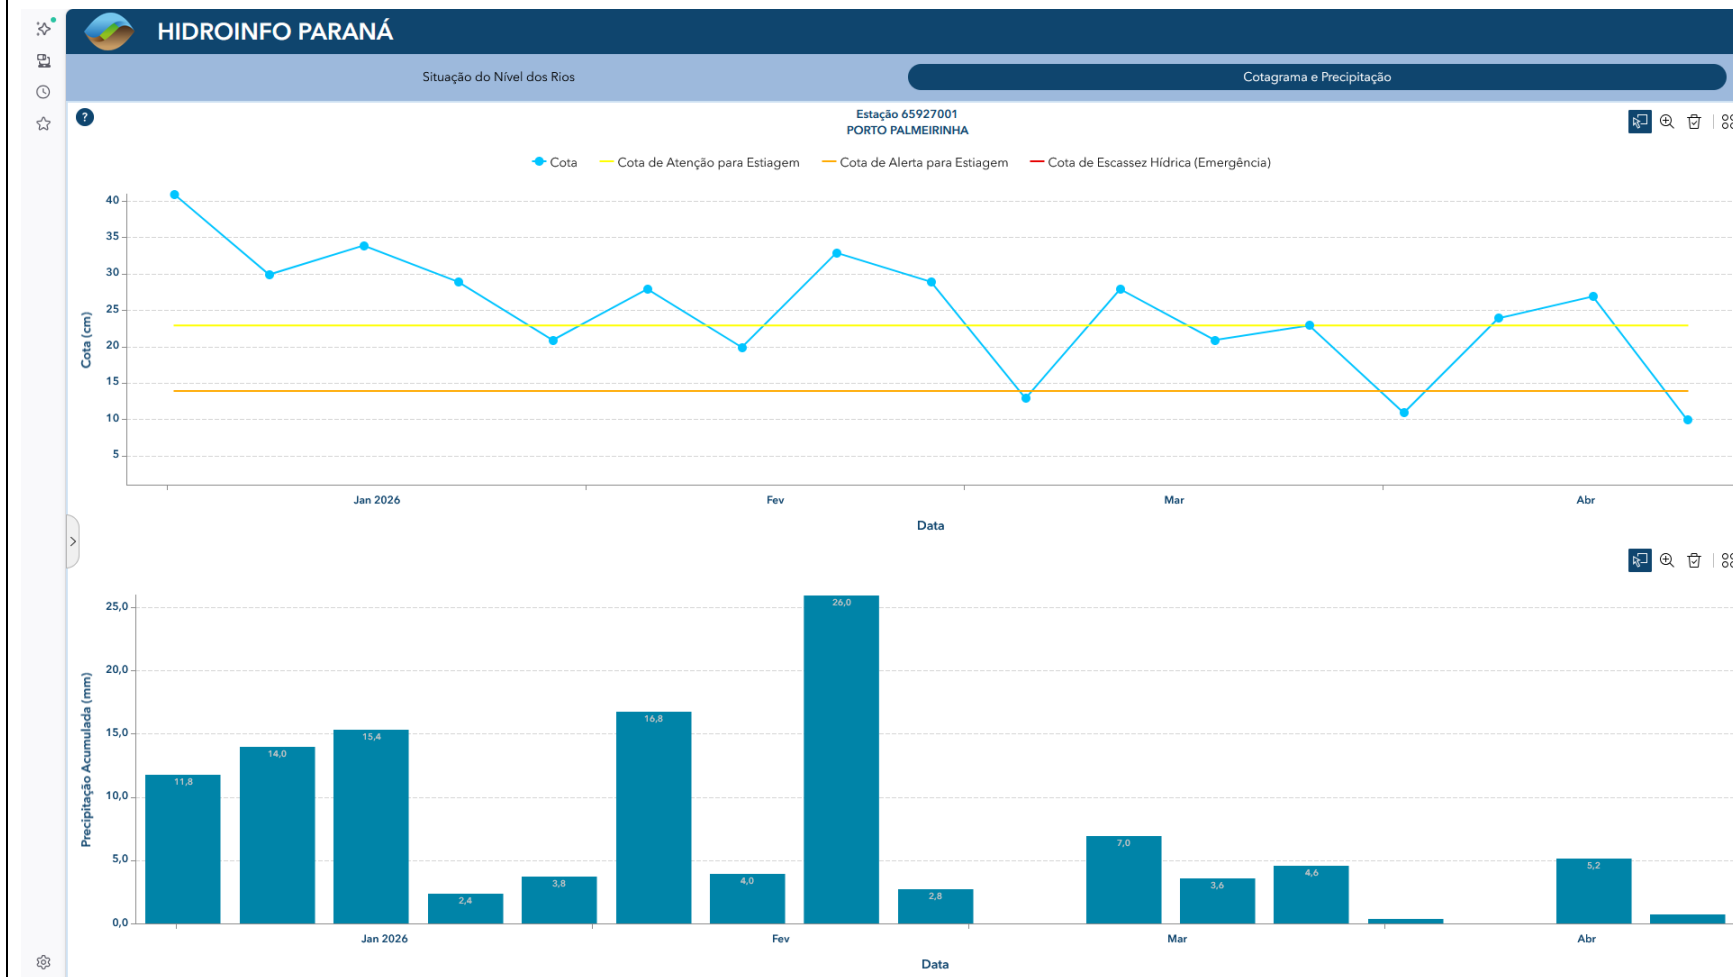 HIDROINFO PARANÁ
Situação do Nível dos Rios
Cotagrama e Precipitação
?
Estação 65927001
PORTO PALMEIRINHA
Cota
Cota de Atenção para Estiagem
Cota de Alerta para Estiagem
Cota de Escassez Hídrica (Emergência)
Cota (cm)
40
35
30
25
20
15
10
5
Jan 2026
Fev
Mar
Abr
Data
Precipitação Acumulada (mm)
25,0
20,0
15,0
10,0
5,0
0,0
11,8
14,0
15,4
2,4
3,8
16,8
4,0
26,0
2,8
7,0
3,6
4,6
5,2
Jan 2026
Fev
Mar
Abr
Data